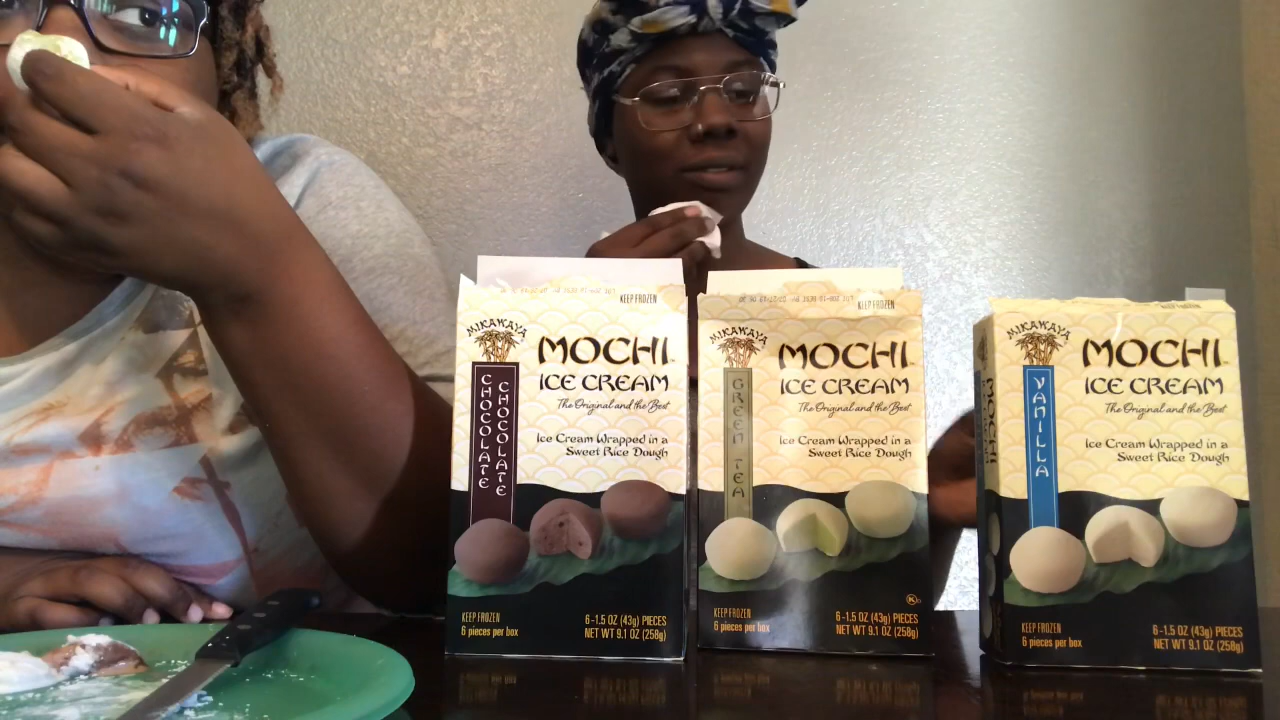 KEEP FROZEN
MIKAWAYA
MOCHI™
ICE CREAM
The Original and the Best
CHOCOLATE
CHOCOLATE
Ice Cream Wrapped in a
Sweet Rice Dough
KEEP FROZEN
6 pieces per box
6-1.5 OZ (43g) PIECES
NET WT 9.1 OZ (258g)
KEEP FROZEN
MIKAWAYA
MOCHI™
ICE CREAM
The Original and the Best
GREEN TEA
Ice Cream Wrapped in a
Sweet Rice Dough
KEEP FROZEN
6 pieces per box
K
6-1.5 OZ (43g) PIECES
NET WT 9.1 OZ (258g)
MOCHI
MIKAWAYA
MOCHI™
ICE CREAM
The Original and the Best
VANILLA
Ice Cream Wrapped in a
Sweet Rice Dough
KEEP FROZEN
6 pieces per box
6-1.5 OZ (43g) PIECES
NET WT 9.1 OZ (258g)